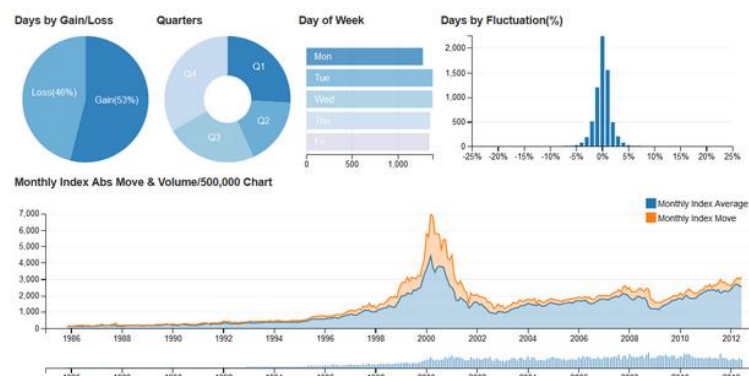 Days by Gain/Loss
Quarters
Day of Week
Days by Fluctuation(%)
Loss(46%)
Gain(53%)
Q4
Q1
Q2
Q3
Mon
Tue
Wed
Thu
Fri
0 500 1,000
2,000
1,500
1,000
500
0
-25% -20% -15% -10% -5% 0% 5% 10% 15% 20% 25%
Monthly Index Abs Move & Volume/500,000 Chart
Monthly Index Average
Monthly Index Move
7,000
6,000
5,000
4,000
3,000
2,000
1,000
0
1986 1988 1990 1992 1994 1996 1998 2000 2002 2004 2006 2008 2010 2012